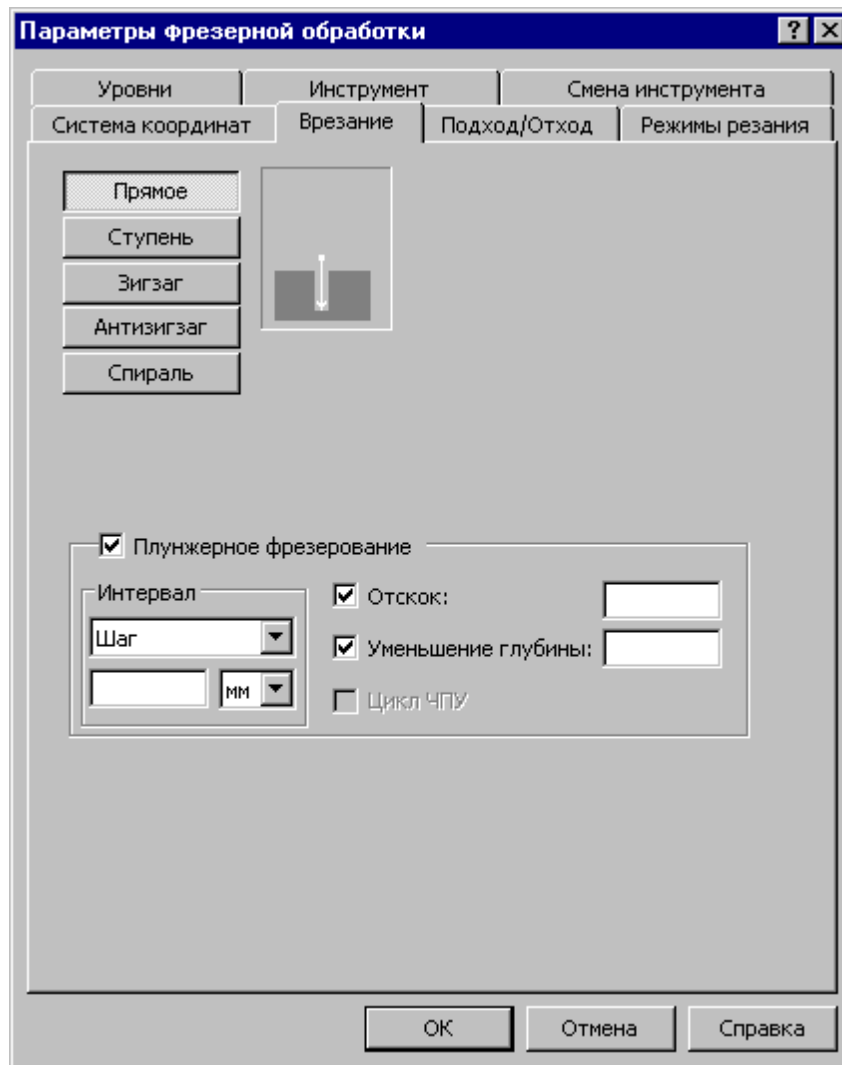 Параметры фрезерной обработки
Уровни Инструмент Смена инструмента
Система координат Врезание Подход/Отход Режимы резания
Прямое
Ступень
Зигзаг
Антизигзаг
Спираль
Плунжерное фрезерование
Интервал
Шаг
мм
Отскок:
Уменьшение глубины:
Цикл ЧПУ
ОК Отмена Справка